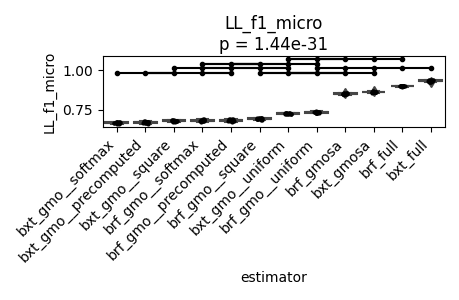 LL_f1_micro
p = 1.44e-31
LL_f1_micro
1.00
0.75
bxt_gmo__softmax
bxt_gmo__precomputed
bxt_gmo__square
brf_gmo__softmax
brf_gmo__precomputed
brf_gmo__square
bxt_gmo__uniform
brf_gmo__uniform
brf_gmosa
bxt_gmosa
brf_full
bxt_full
estimator